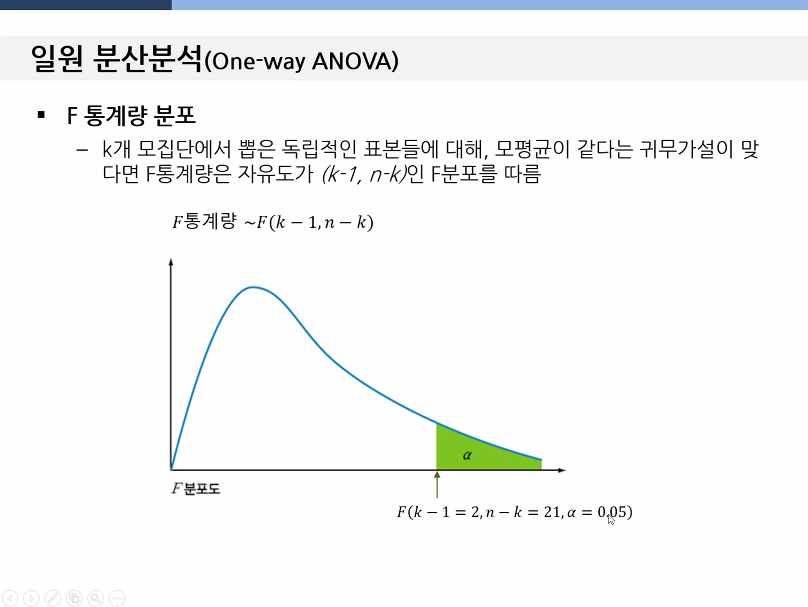 일원 분산분석(One-way ANOVA)
▪ F 통계량 분포
– k개 모집단에서 뽑은 독립적인 표본들에 대해, 모평균이 같다는 귀무가설이 맞
다면 F통계량은 자유도가 (k-1, n-k)인 F분포를 따름
F통계량 ~F(k − 1, n − k)
α
F분포도
F(k − 1 = 2, n − k = 21, α = 0.05)